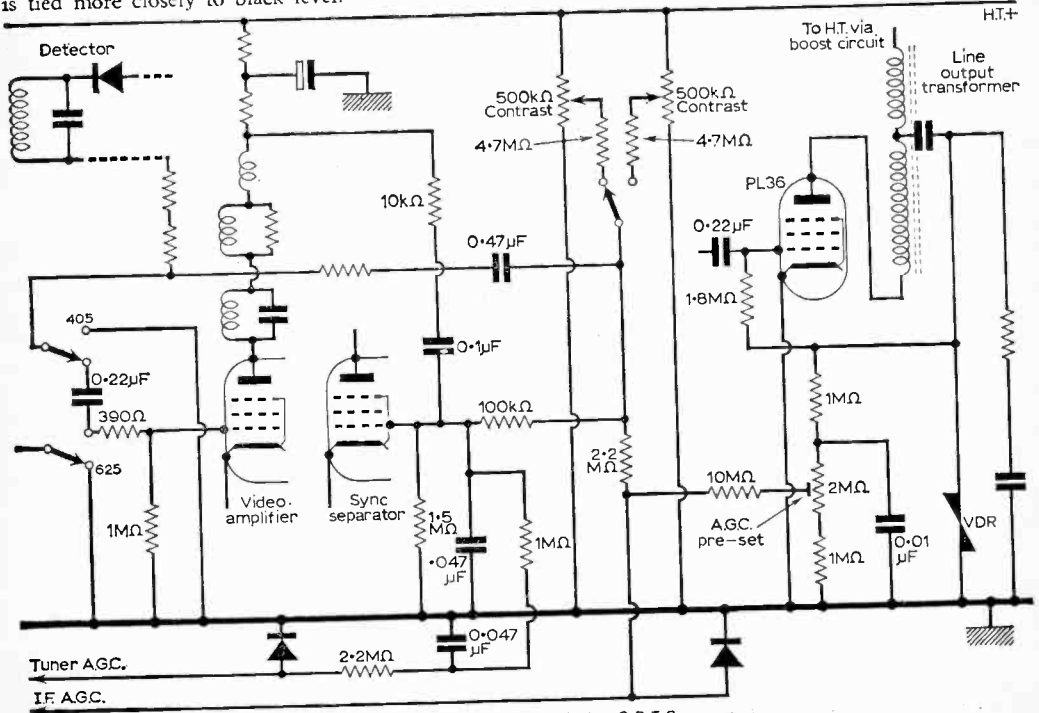 is tied more closely to black level.
H.T.+
Detector
To H.T. via
boost circuit
Line
output
transformer
500kΩ
Contrast
500kΩ
Contrast
4·7MΩ
4·7MΩ
PL36
10kΩ
0·22μF
0·47μF
1·8MΩ
405
0·1μF
0·22μF
390Ω
100kΩ
1MΩ
2·2
MΩ
625
10MΩ
2MΩ
Video
amplifier
Sync
separator
1·5
MΩ
A.G.C.
pre-set
VDR
1MΩ
·047
μF
1MΩ
1MΩ
0·01
μF
0·047
μF
Tuner A.G.C.
2·2MΩ
I.F. A.G.C.